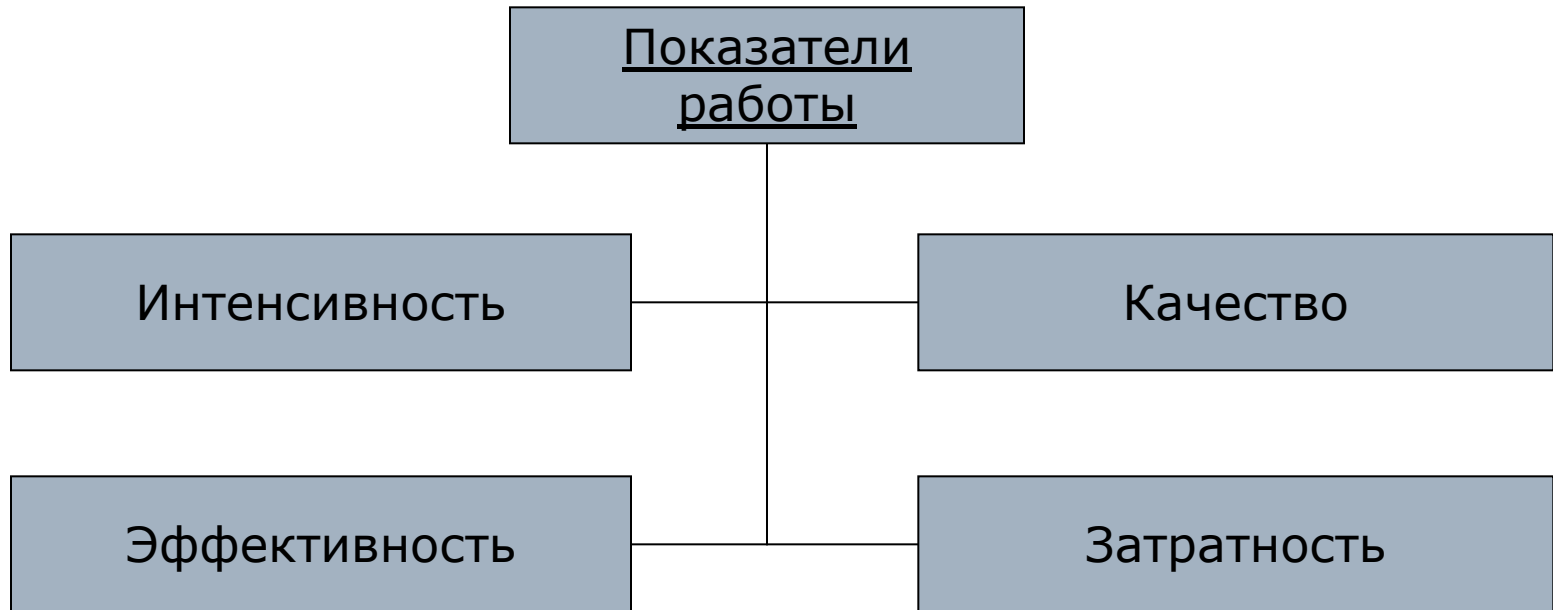 Показатели
работы
Интенсивность
Качество
Эффективность
Затратность